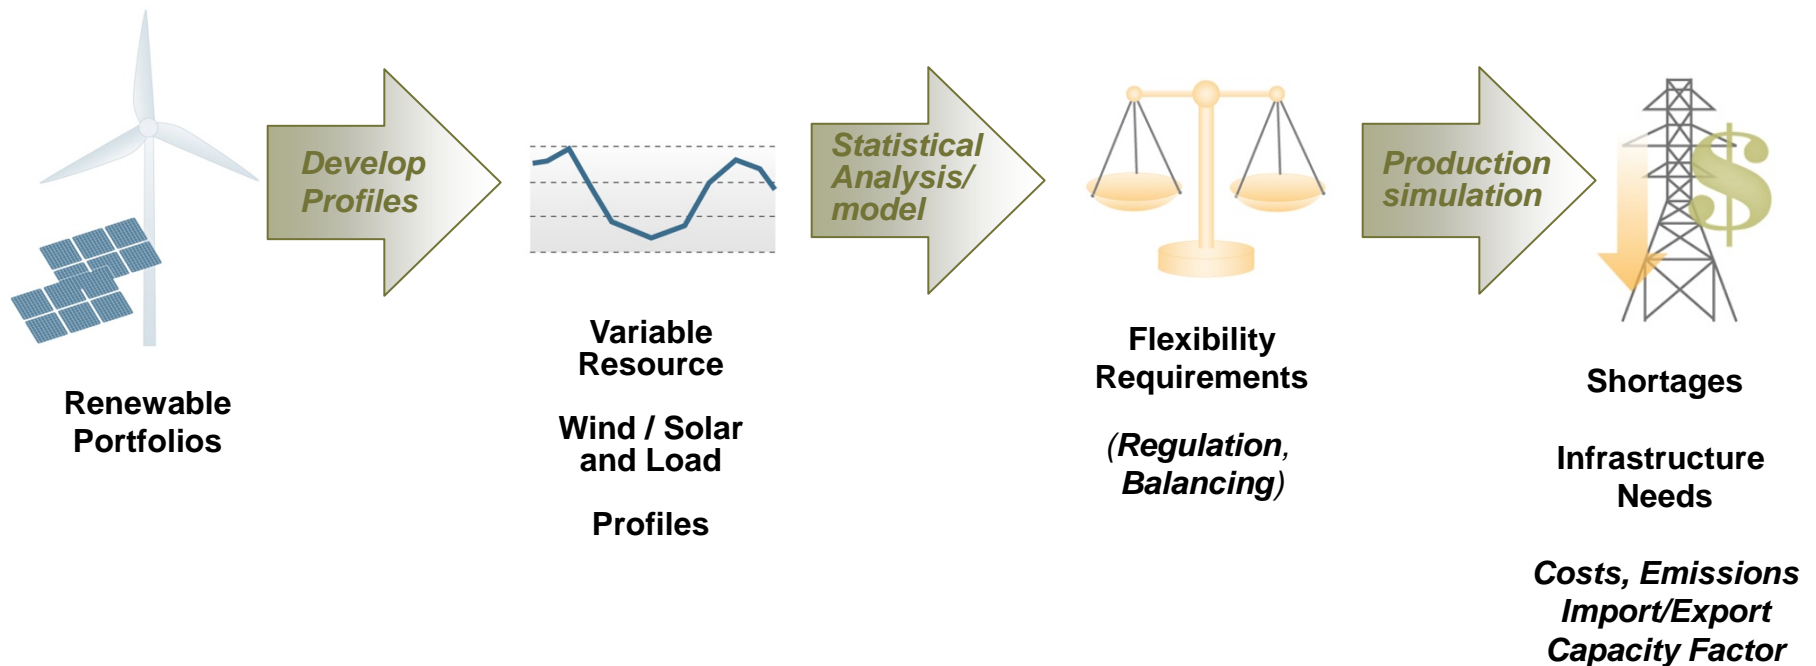 Develop
Profiles
Statistical
Analysis/
model
Production
simulation
$
Renewable
Portfolios
Variable
Resource
Wind / Solar
and Load
Profiles
Flexibility
Requirements
(Regulation,
Balancing)
Shortages
Infrastructure
Needs
Costs, Emissions
Import/Export
Capacity Factor